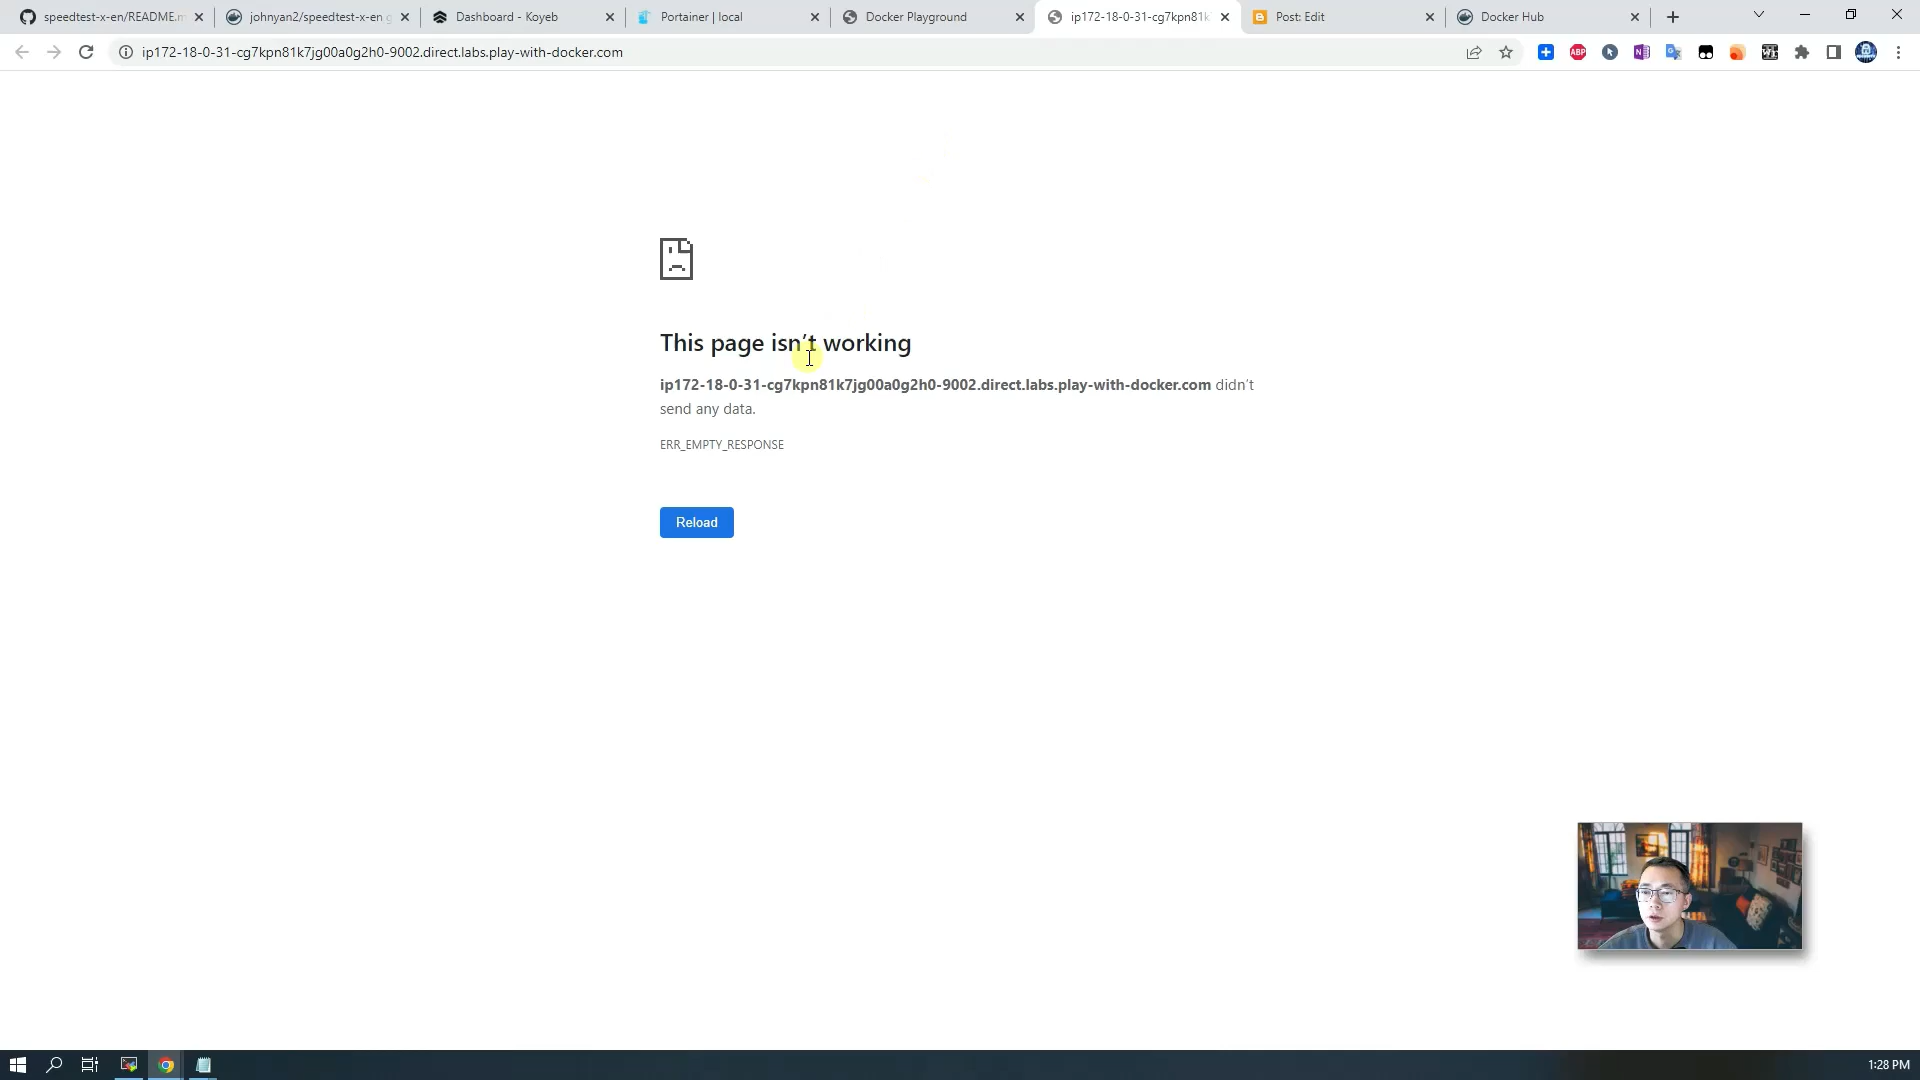 speedtest-x-en/README.m
johnyan2/speedtest-x-en g
Dashboard - Koyeb
Portainer | local
Docker Playground
ip172-18-0-31-cg7kpn81k
Post: Edit
Docker Hub
ip172-18-0-31-cg7kpn81k7jg00a0g2h0-9002.direct.labs.play-with-docker.com
ABP
This page isn't working
ip172-18-0-31-cg7kpn81k7jg00a0g2h0-9002.direct.labs.play-with-docker.com didn't
send any data.
ERR_EMPTY_RESPONSE
Reload
1:28 PM